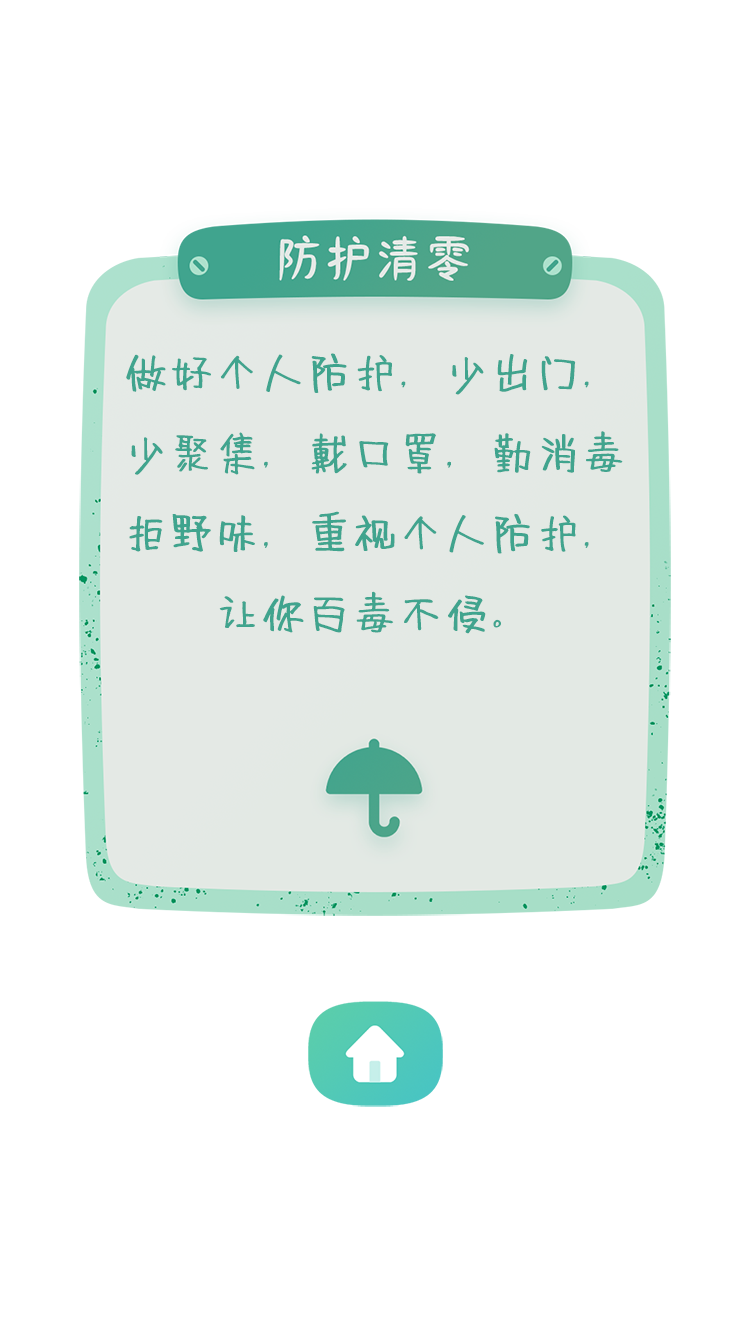 防护清零
做好个人防护，少出门，
少聚集，戴口罩，勤消毒
拒野味，重视个人防护，
让你百毒不侵。